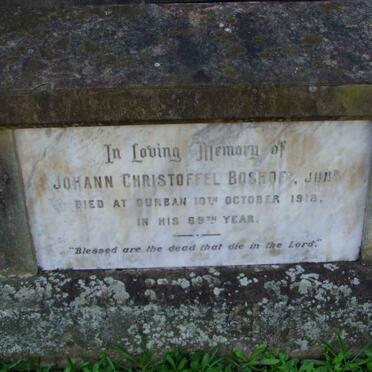 In Loving Memory of
JOHANN CHRISTOFFEL BOSHOFF, JUNR
DIED AT DURBAN 10TH OCTOBER 1918,
IN HIS 69TH YEAR.
"Blessed are the dead that die in the Lord."